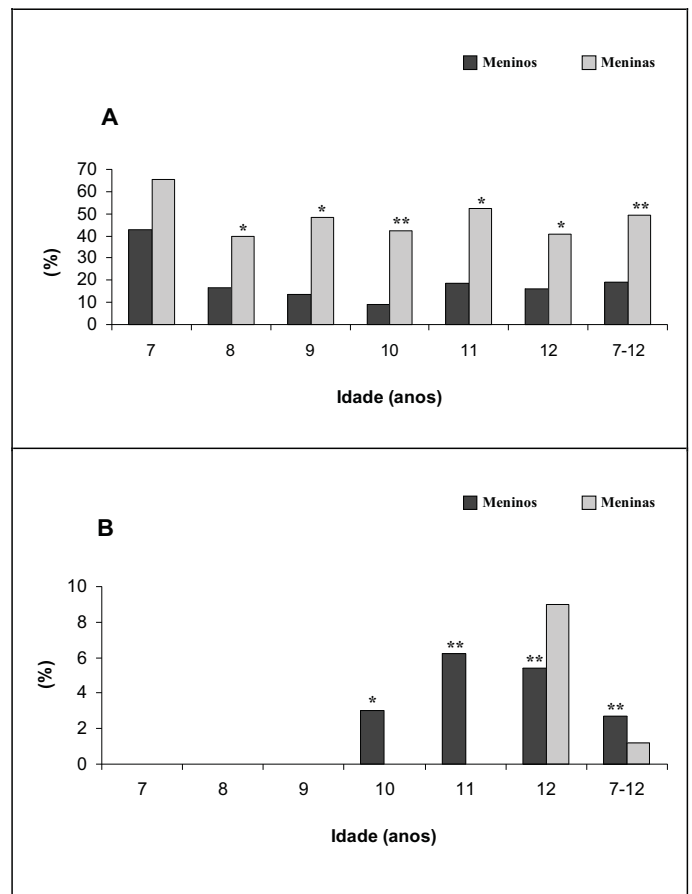 Meninos Meninas
A
70
60
50
40
30
20
10
0
(%)
* * ** * * **
7 8 9 10 11 12 7-12
Idade (anos)
Meninos Meninas
B
10
8
6
4
2
0
(%)
* ** ** **
7 8 9 10 11 12 7-12
Idade (anos)